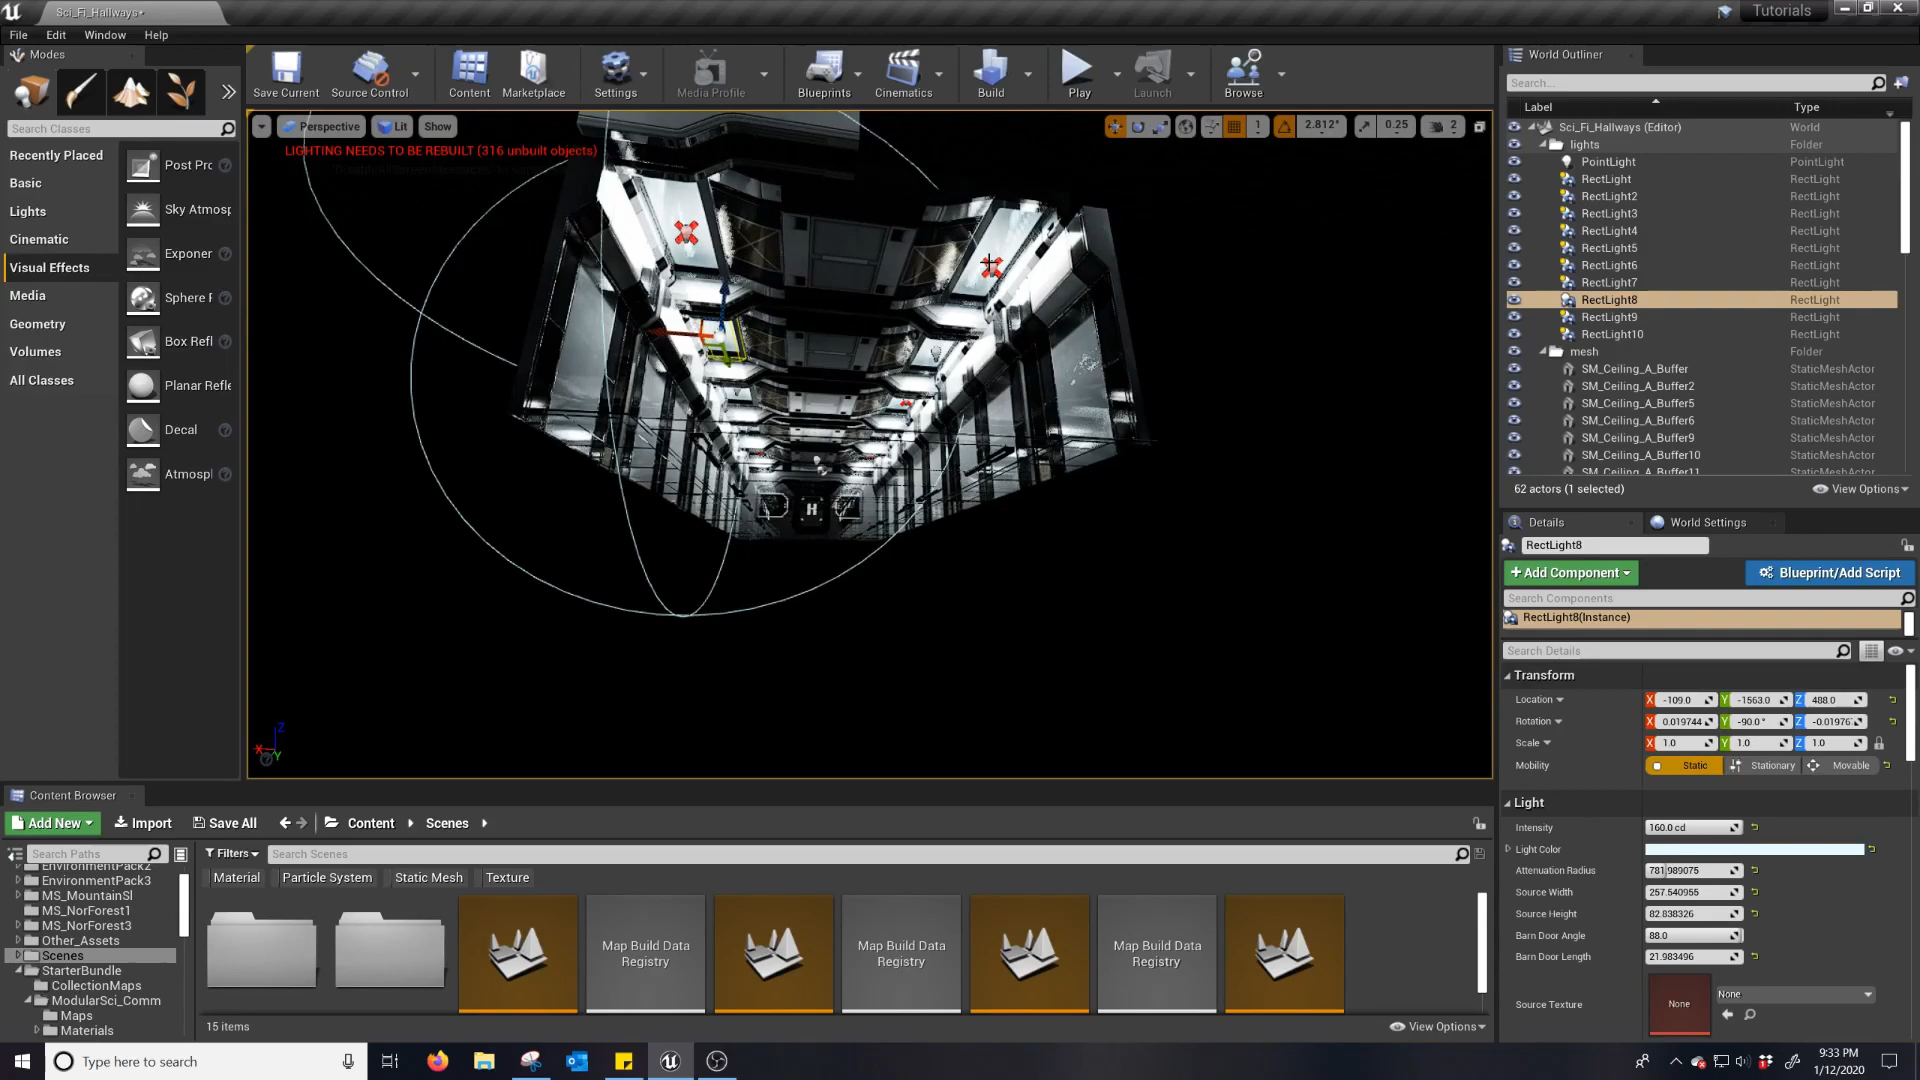 Sci_Fi_Hallways*
Tutorials
File Edit Window Help
Modes
Search Classes
Recently Placed
Basic
Lights
Cinematic
Visual Effects
Media
Geometry
Volumes
All Classes
Post Prc
Sky Atmosp
Exponer
Sphere F
Box Refl
Planar Refle
Decal
Atmospl
Save Current
Source Control
Content
Marketplace
Settings
Media Profile
Blueprints
Cinematics
Build
Play
Launch
Browse
Perspective
Lit
Show
1
2.812°
0.25
2
LIGHTING NEEDS TO BE REBUILT (316 unbuilt objects)
H
X
Y
Z
World Outliner
Search...
Label Type
Sci_Fi_Hallways (Editor) World
lights Folder
PointLight PointLight
RectLight RectLight
RectLight2 RectLight
RectLight3 RectLight
RectLight4 RectLight
RectLight5 RectLight
RectLight6 RectLight
RectLight7 RectLight
RectLight8 RectLight
RectLight9 RectLight
RectLight10 RectLight
mesh Folder
SM_Ceiling_A_Buffer StaticMeshActor
SM_Ceiling_A_Buffer2 StaticMeshActor
SM_Ceiling_A_Buffer5 StaticMeshActor
SM_Ceiling_A_Buffer6 StaticMeshActor
SM_Ceiling_A_Buffer9 StaticMeshActor
SM_Ceiling_A_Buffer10 StaticMeshActor
SM_Ceiling_A_Buffer11 StaticMeshActor
62 actors (1 selected) View Options
Details World Settings
RectLight8
+Add Component Blueprint/Add Script
Search Components
RectLight8(Instance)
Search Details
Transform
Location X -109.0 Y -1563.0 Z 488.0
Rotation X 0.019744 Y -90.0 ° Z -0.01976
Scale X 1.0 Y 1.0 Z 1.0
Mobility Static Stationary Movable
Light
Intensity 160.0 cd
Light Color
Attenuation Radius 781.989075
Source Width 257.540955
Source Height 82.838326
Barn Door Angle 88.0
Barn Door Length 21.983496
Source Texture None None
Content Browser
Add New Import Save All Content Scenes
Search Paths
EnvironmentPack2
EnvironmentPack3
MS_MountainSl
MS_NorForest1
MS_NorForest3
Other_Assets
Scenes
StarterBundle
CollectionMaps
ModularSci_Comm
Maps
Materials
Filters Search Scenes
Material Particle System Static Mesh Texture
Map Build Data
Registry
Map Build Data
Registry
Map Build Data
Registry
15 items View Options
Type here to search
9:33 PM
1/12/2020